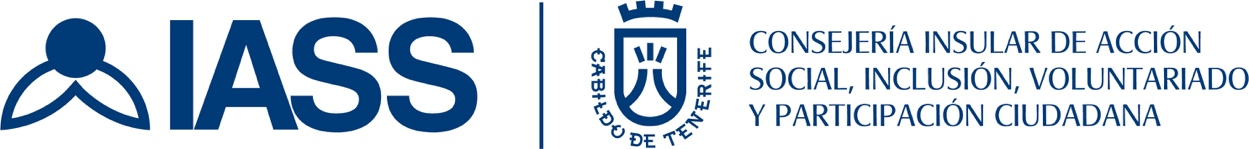 IASS
CABILDO DE TENERIFE
CONSEJERÍA INSULAR DE ACCIÓN
SOCIAL, INCLUSIÓN, VOLUNTARIADO
Y PARTICIPACIÓN CIUDADANA